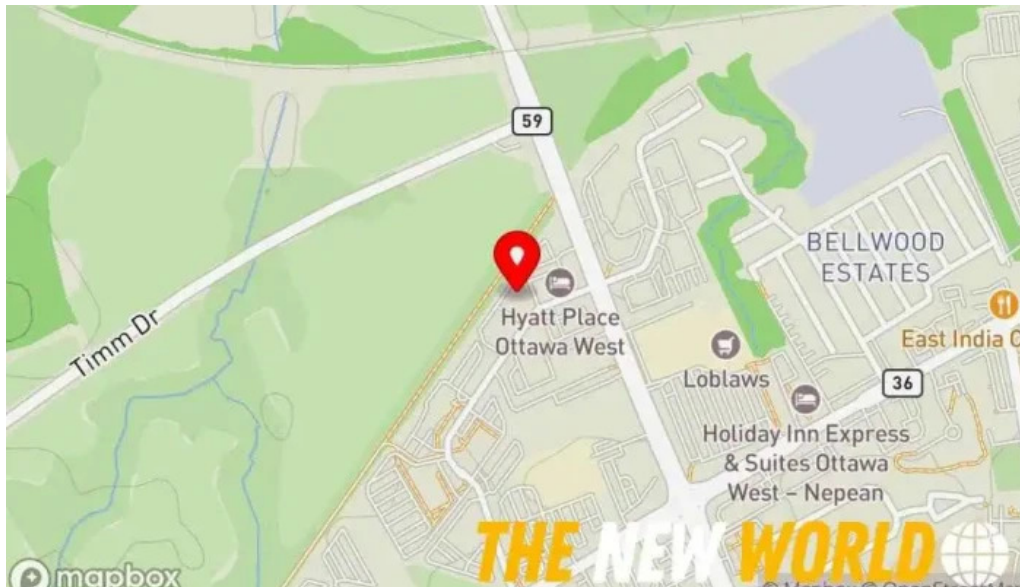 59
Timm Dr
Hyatt Place
Ottawa West
BELLWOOD
ESTATES
East India C
Loblaws
36
Holiday Inn Express
& Suites Ottawa
West – Nepean
THE NEW WORLD
mapbox
© Mapbox ©